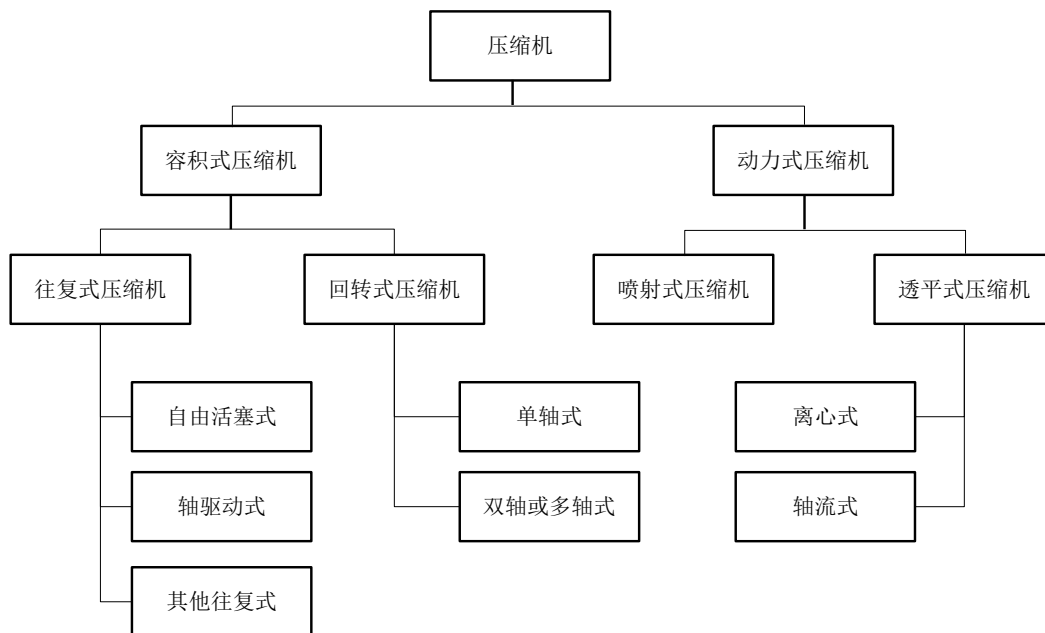 压缩机
容积式压缩机
动力式压缩机
往复式压缩机
回转式压缩机
喷射式压缩机
透平式压缩机
自由活塞式
单轴式
离心式
轴驱动式
双轴或多轴式
轴流式
其他往复式